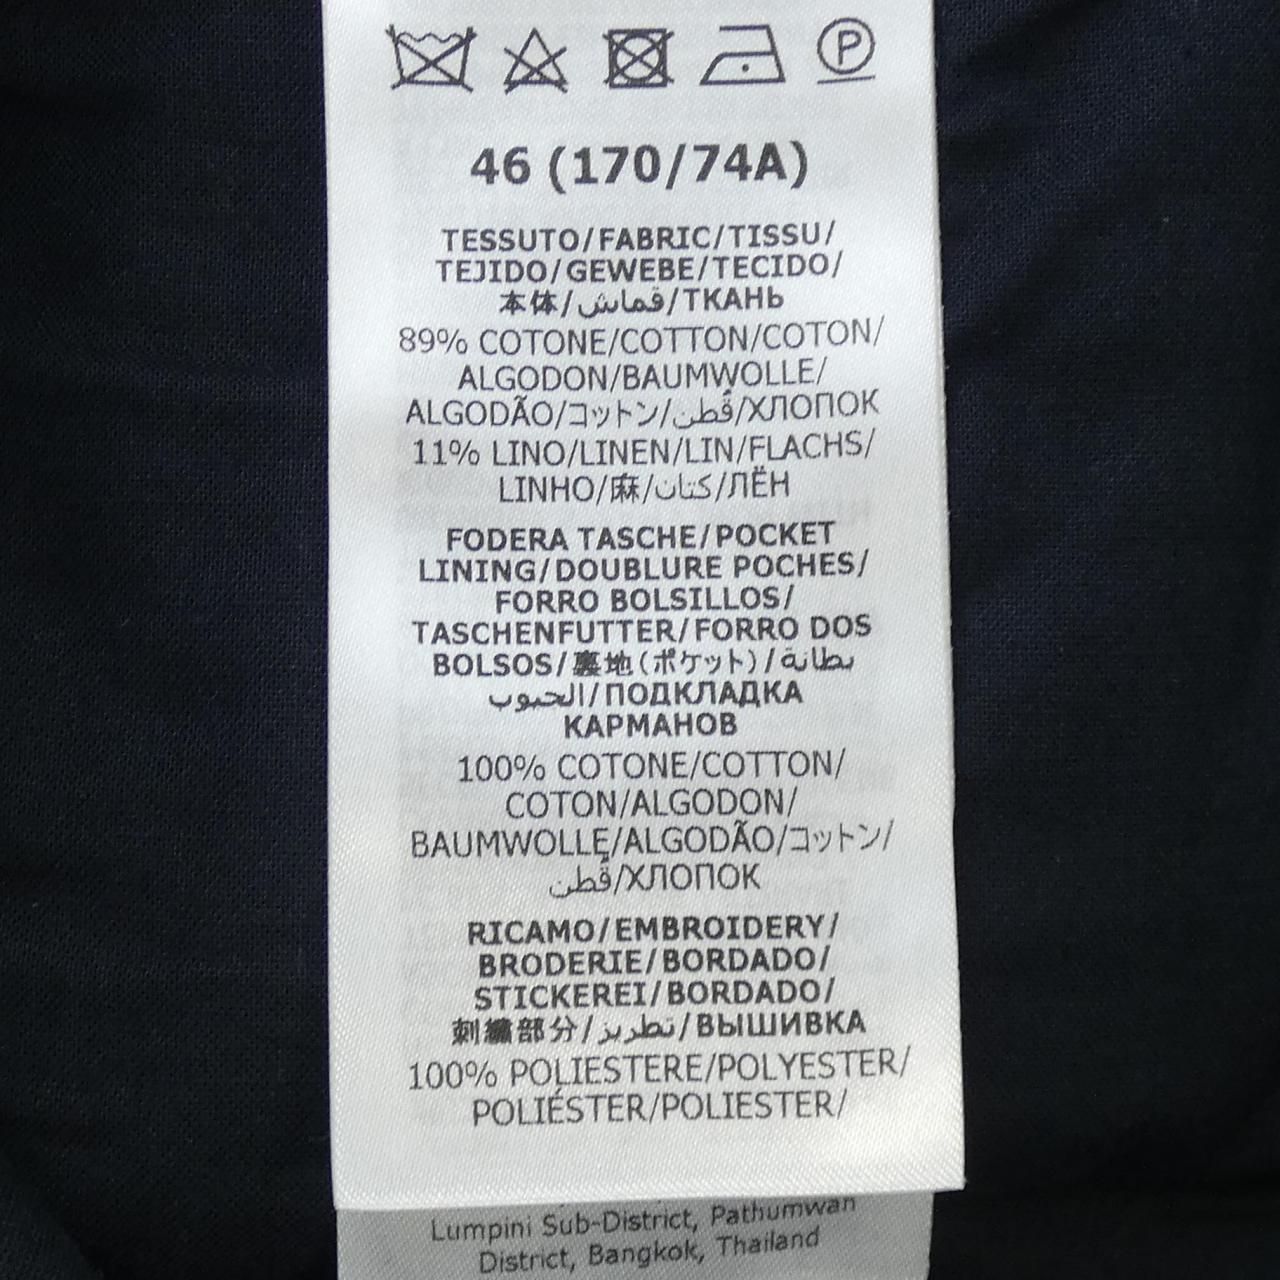 46 (170/74A)
TESSUTO/FABRIC/TISSU/
TEJIDO/GEWEBE/TECIDO/
本体/قماش/ТКАНЬ
89% COTONE/COTTON/COTON/
ALGODON/BAUMWOLLE/
ALGODÃO/コットン/قُطن/ХЛОПОК
11% LINO/LINEN/LIN/FLACHS/
LINHO/麻/كتان/ЛЁН
FODERA TASCHE/POCKET
LINING/DOUBLURE POCHES/
FORRO BOLSILLOS/
TASCHENFUTTER/FORRO DOS
BOLSOS/裏地(ポケット)/بطانة
الجيوب/ПОДКЛАДКА
КАРМАНОВ
100% COTONE/COTTON/
COTON/ALGODON/
BAUMWOLLE/ALGODÃO/コットン/
قُطن/ХЛОПОК
RICAMO/EMBROIDERY/
BRODERIE/BORDADO/
STICKEREI/BORDADO/
刺繍部分/تطريز/ВЫШИВКА
100% POLIESTERE/POLYESTER/
POLIÉSTER/POLIESTER/
Lumpini Sub-District, Pathumwan
District, Bangkok, Thailand